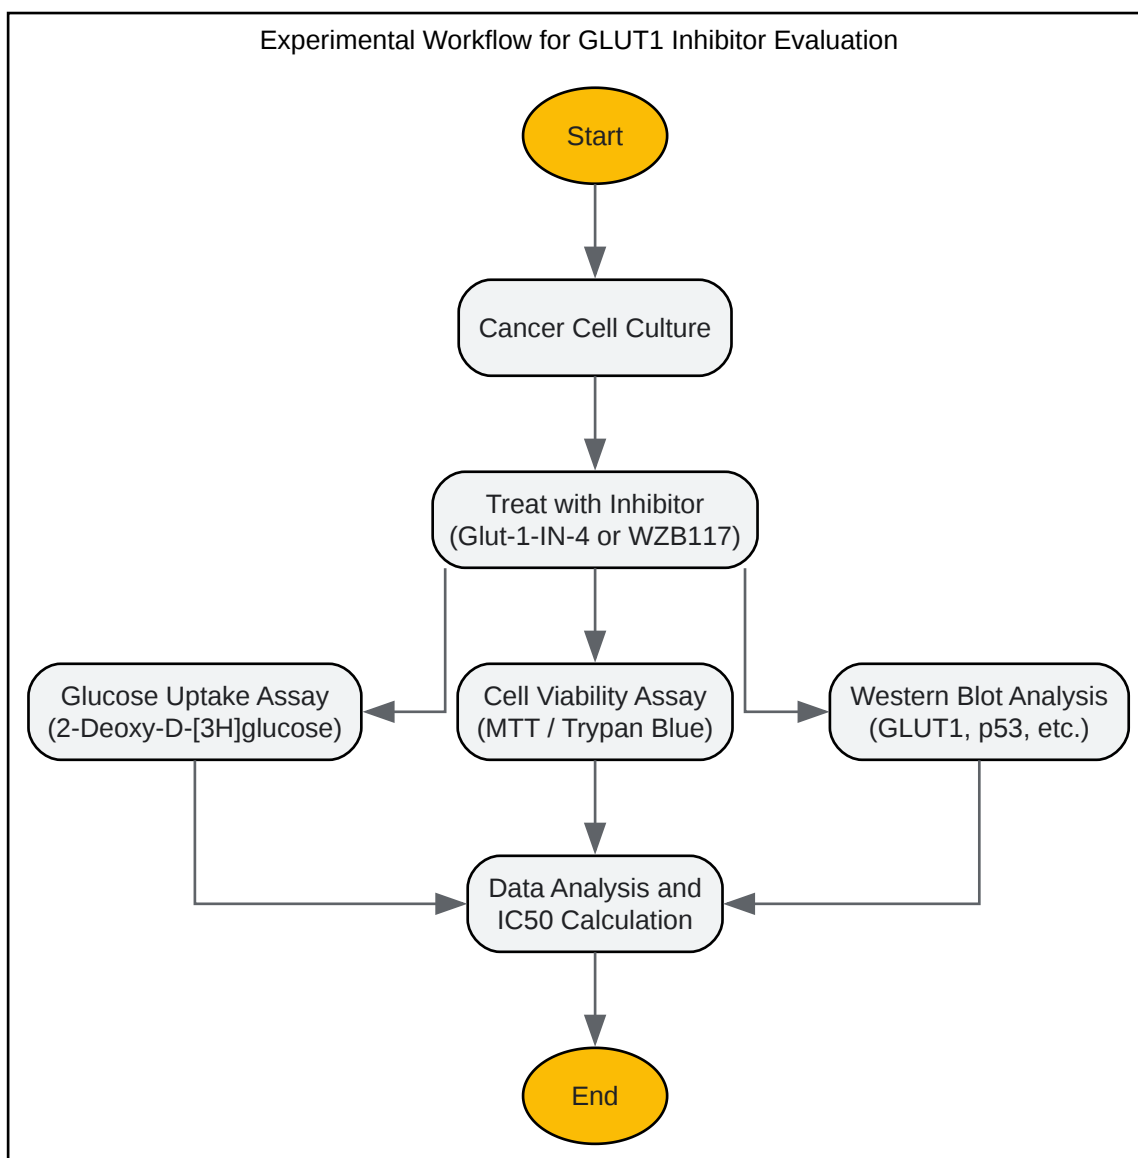 Experimental Workflow for GLUT1 Inhibitor Evaluation
Start
Cancer Cell Culture
Treat with Inhibitor
(Glut-1-IN-4 or WZB117)
Glucose Uptake Assay
(2-Deoxy-D-[3H]glucose)
Cell Viability Assay
(MTT / Trypan Blue)
Western Blot Analysis
(GLUT1, p53, etc.)
Data Analysis and
IC50 Calculation
End